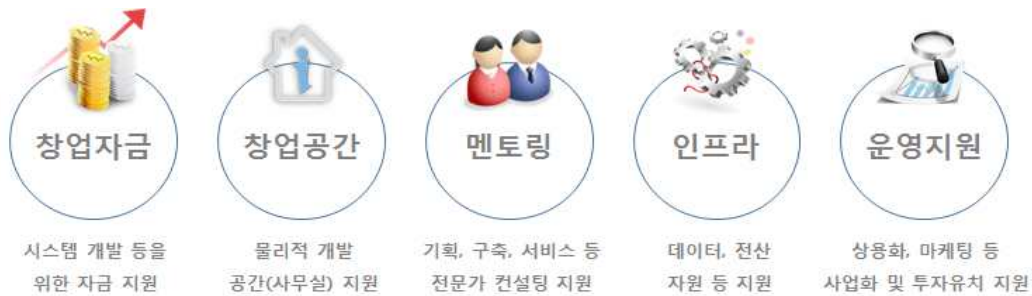 창업자금
창업공간
멘토링
인프라
운영지원
시스템 개발 등을
위한 자금 지원
물리적 개발
공간(사무실) 지원
기획, 구축, 서비스 등
전문가 컨설팅 지원
데이터, 전산
자원 등 지원
상용화, 마케팅 등
사업화 및 투자유치 지원